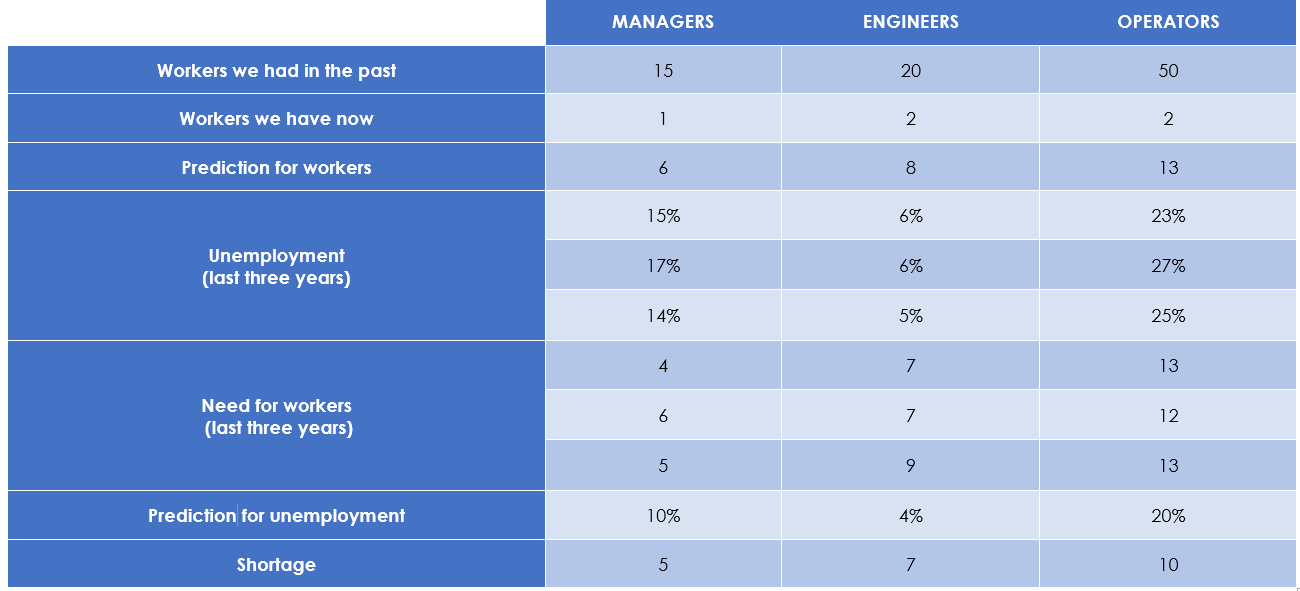 MANAGERS ENGINEERS OPERATORS
Workers we had in the past 15 20 50
Workers we have now 1 2 2
Prediction for workers 6 8 13
Unemployment
(last three years)
15% 6% 23%
17% 6% 27%
14% 5% 25%
Need for workers
(last three years)
4 7 13
6 7 12
5 9 13
Prediction for unemployment 10% 4% 20%
Shortage 5 7 10